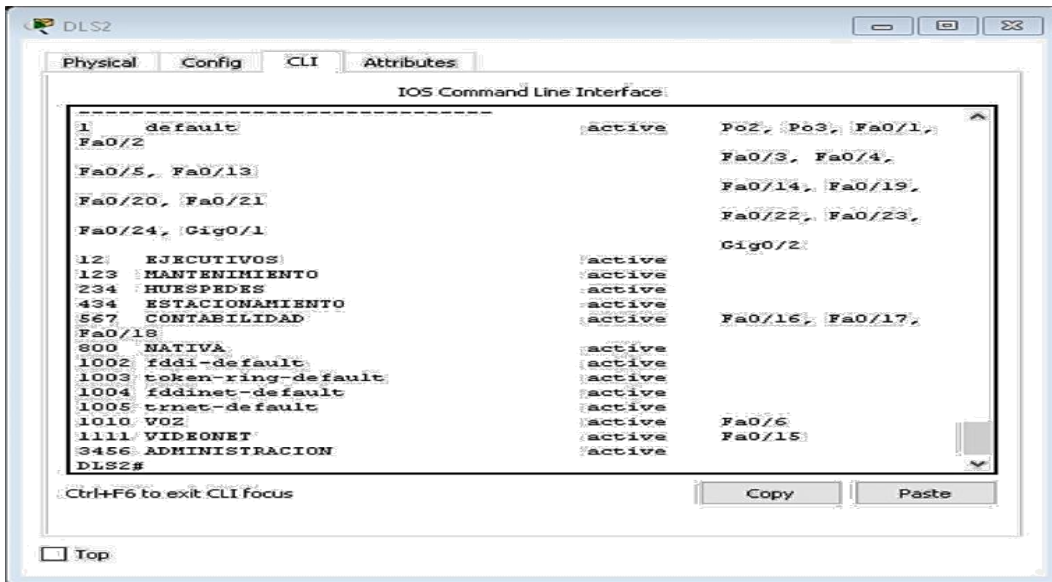 DLS2
Physical Config CLI Attributes
IOS Command Line Interface
--------------------------------
1 default active Po2, Po3, Fa0/1,
Fa0/2
Fa0/3, Fa0/4,
Fa0/5, Fa0/13
Fa0/14, Fa0/19,
Fa0/20, Fa0/21
Fa0/22, Fa0/23,
Fa0/24, Gig0/1
Gig0/2
12 EJECUTIVOS active
123 MANTENIMIENTO active
234 HUESPEDES active
434 ESTACIONAMIENTO active
567 CONTABILIDAD active Fa0/16, Fa0/17,
Fa0/18
800 NATIVA active
1002 fddi-default active
1003 token-ring-default active
1004 fddinet-default active
1005 trnet-default active
1010 VOZ active Fa0/6
1111 VIDEONET active Fa0/15
3456 ADMINISTRACION active
DLS2#
Ctrl+F6 to exit CLI focus
Copy Paste
Top